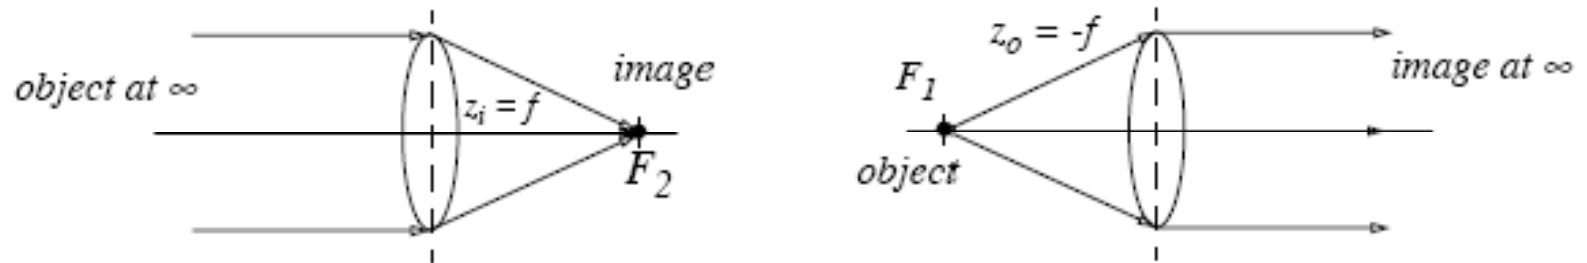 object at ∞
z_i = f
image
F_2
z_o = -f
F_1
object
image at ∞